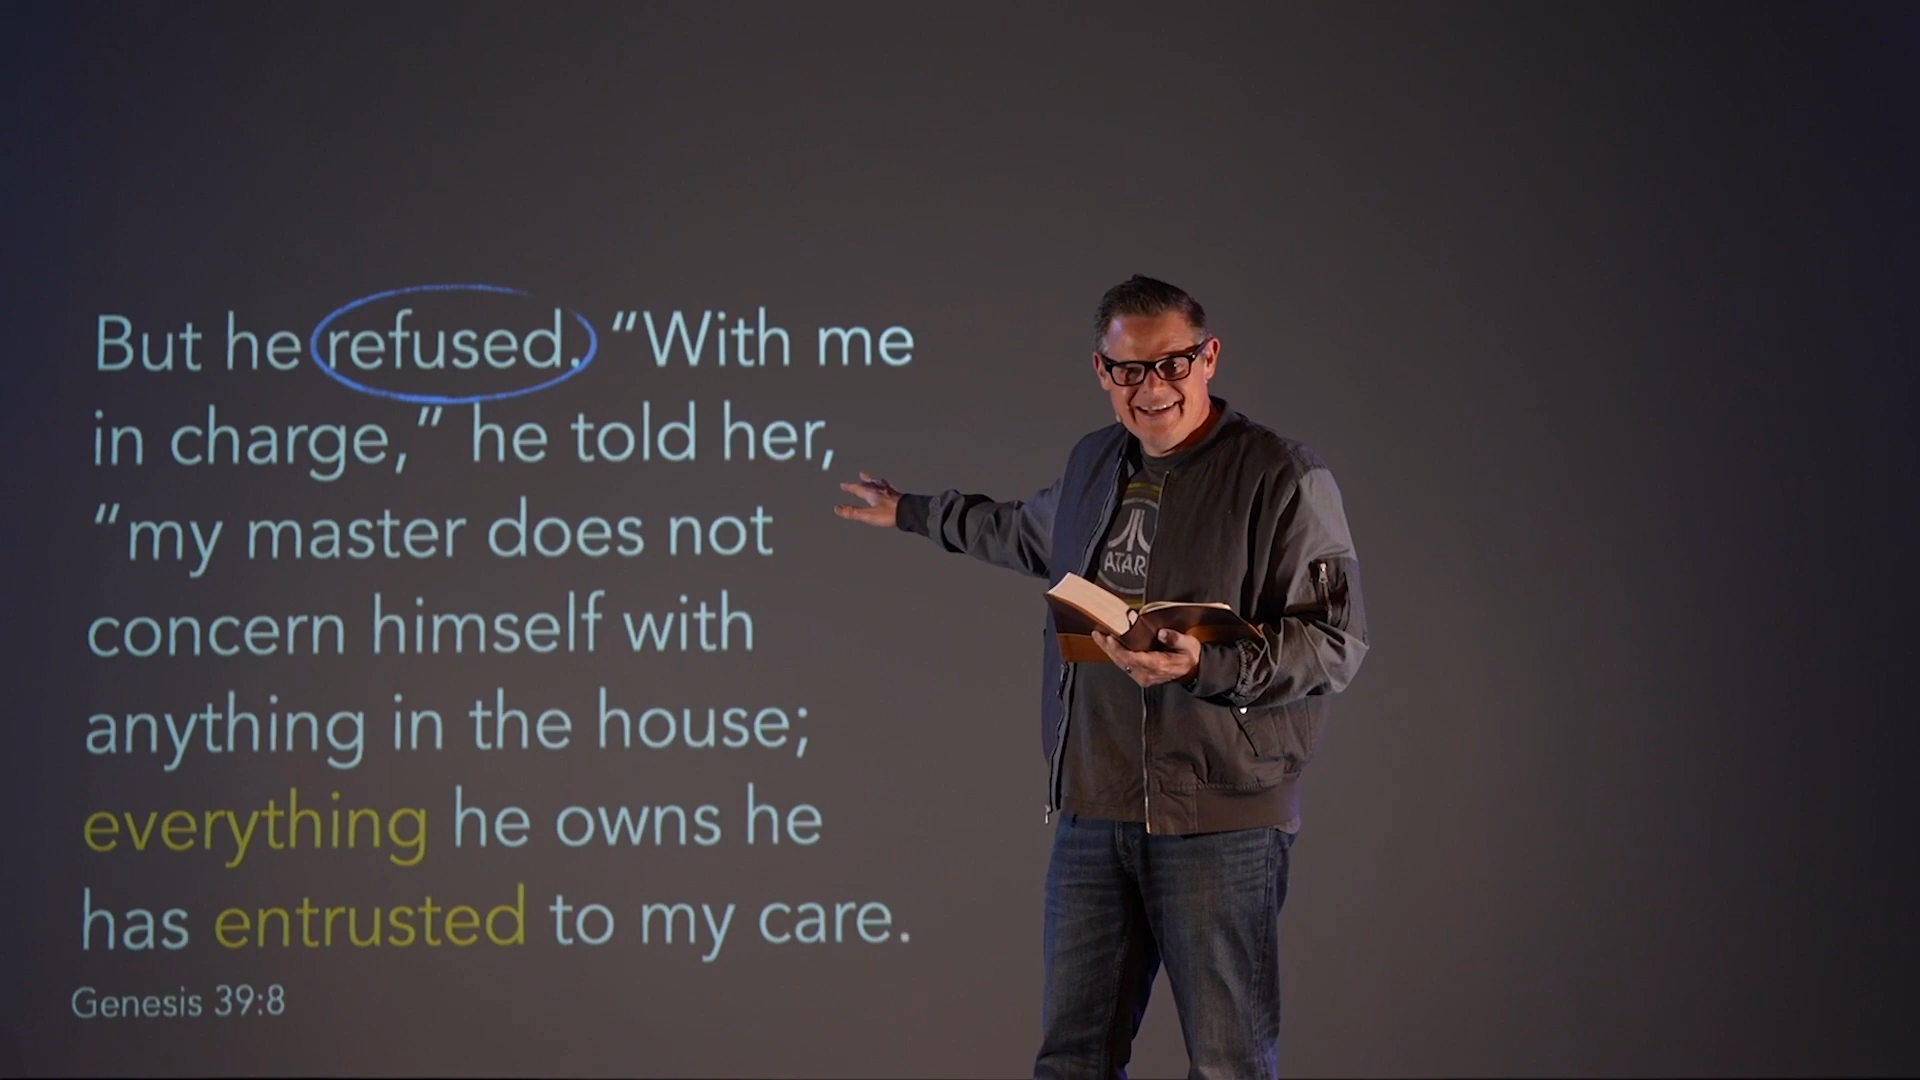 But he refused. “With me
in charge,” he told her,
“my master does not
concern himself with
anything in the house;
everything he owns he
has entrusted to my care.
Genesis 39:8
ATARI